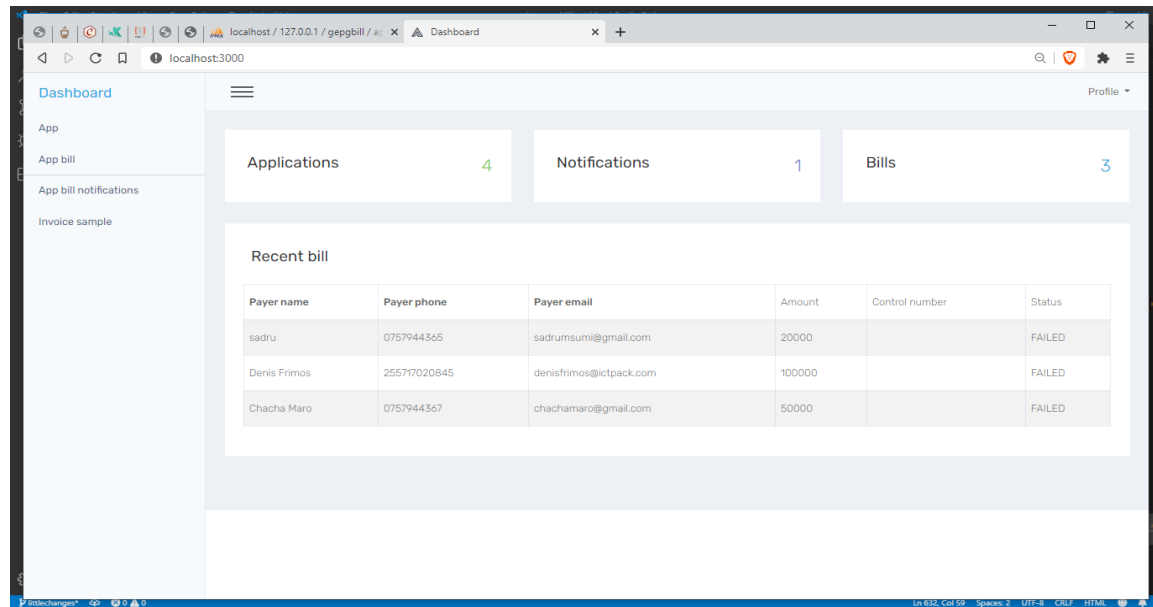 localhost / 127.0.0.1 / gepgbill / ap
Dashboard
localhost:3000
Dashboard
Profile
App
App bill
App bill notifications
Invoice sample
Applications 4
Notifications 1
Bills 3
Recent bill
Payer name Payer phone Payer email Amount Control number Status
sadru 0757944365 sadrumsumi@gmail.com 20000 FAILED
Denis Frimos 255717020845 denisfrimos@ictpack.com 100000 FAILED
Chacha Maro 0757944367 chachamaro@gmail.com 50000 FAILED
littlechanges* 0 0 Ln 632, Col 59 Spaces: 2 UTF-8 CRLF HTML